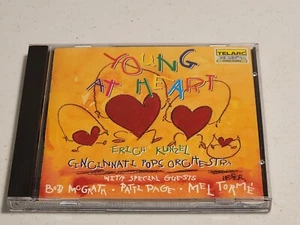 TELARC
YOUNG
AT HEART
ERICH KUNZEL
CINCINNATI POPS ORCHESTRA
WITH SPECIAL GUESTS
BOB MCGRATH · PATTI PAGE · MEL TORMÉ